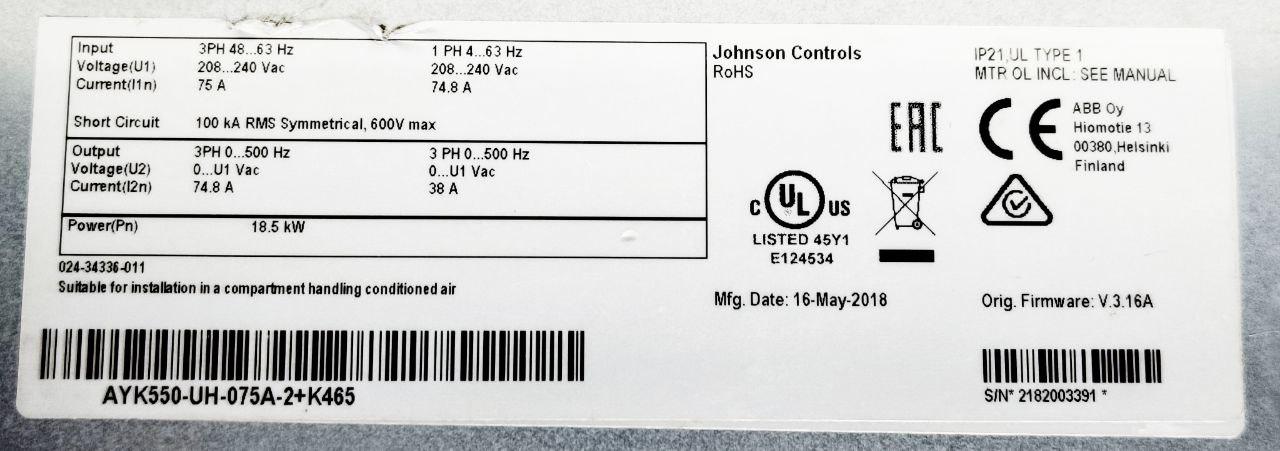 Input 3PH 48...63 Hz 1 PH 4...63 Hz
Voltage(U1) 208...240 Vac 208...240 Vac
Current(I1n) 75 A 74.8 A
Short Circuit 100 kA RMS Symmetrical, 600V max
Output 3PH 0...500 Hz 3 PH 0...500 Hz
Voltage(U2) 0...U1 Vac 0...U1 Vac
Current(I2n) 74.8 A 38 A
Power(Pn) 18.5 kW
024-34336-011
Suitable for installation in a compartment handling conditioned air
AYK550-UH-075A-2+K465
Johnson Controls
RoHS
EAC
C UL US
LISTED 45Y1
E124534
Mfg. Date: 16-May-2018
IP21,UL TYPE 1
MTR OL INCL: SEE MANUAL
CE
ABB Oy
Hiomotie 13
00380,Helsinki
Finland
Orig. Firmware: V.3.16A
S/N* 2182003391 *